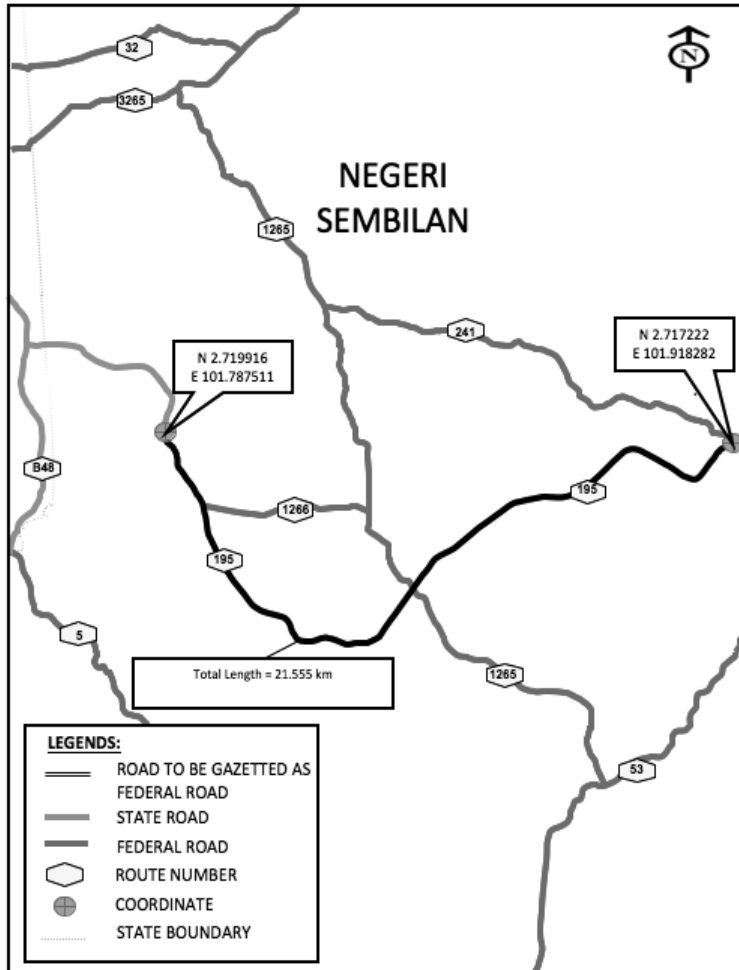 32
N
3265
NEGERI
SEMBILAN
1265
241
N 2.719916
E 101.787511
N 2.717222
E 101.918282
B48
195
1266
195
5
Total Length = 21.555 km
1265
53
LEGENDS:
ROAD TO BE GAZETTED AS
FEDERAL ROAD
STATE ROAD
FEDERAL ROAD
ROUTE NUMBER
COORDINATE
STATE BOUNDARY